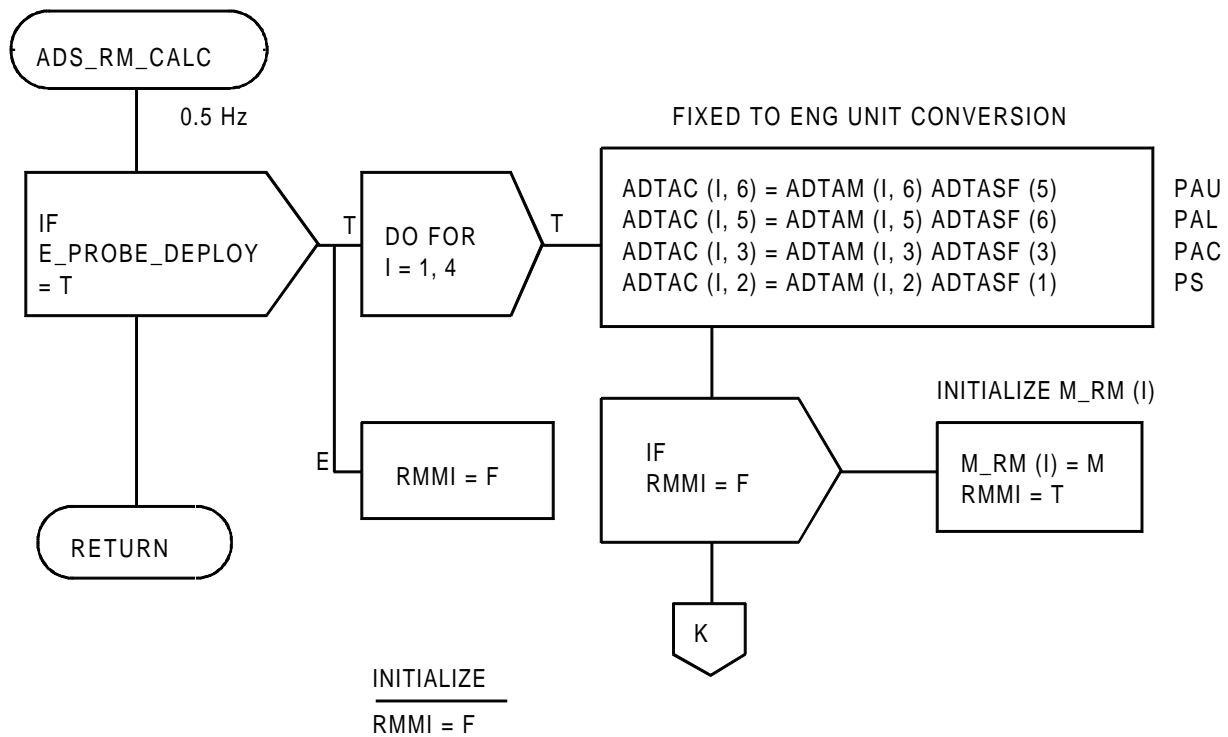 ADS_RM_CALC
0.5 Hz
IF
E_PROBE_DEPLOY
= T
T
E
DO FOR
I = 1, 4
T
RMMI = F
FIXED TO ENG UNIT CONVERSION
ADTAC (I, 6) = ADTAM (I, 6) ADTASF (5) PAU
ADTAC (I, 5) = ADTAM (I, 5) ADTASF (6) PAL
ADTAC (I, 3) = ADTAM (I, 3) ADTASF (3) PAC
ADTAC (I, 2) = ADTAM (I, 2) ADTASF (1) PS
IF
RMMI = F
INITIALIZE M_RM (I)
M_RM (I) = M
RMMI = T
K
RETURN
INITIALIZE
RMMI = F